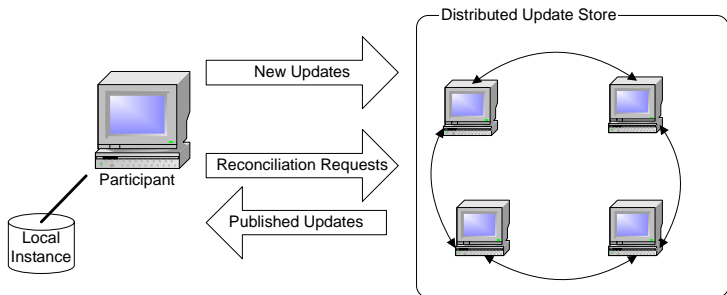 Distributed Update Store
New Updates
Reconciliation Requests
Participant
Published Updates
Local
Instance